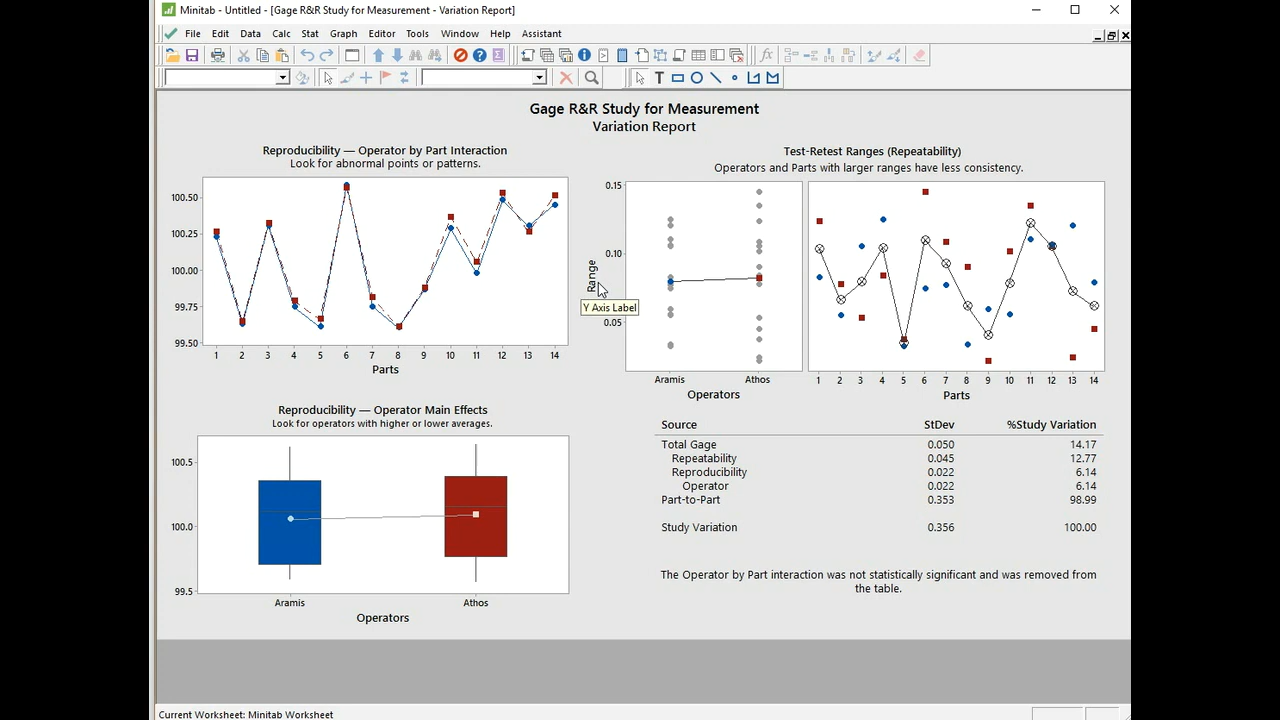 Minitab - Untitled - [Gage R&R Study for Measurement - Variation Report]
File Edit Data Calc Stat Graph Editor Tools Window Help Assistant
Gage R&R Study for Measurement
Variation Report
Reproducibility — Operator by Part Interaction
Look for abnormal points or patterns.
100.50
100.25
100.00
99.75
99.50
1 2 3 4 5 6 7 8 9 10 11 12 13 14
Parts
Test-Retest Ranges (Repeatability)
Operators and Parts with larger ranges have less consistency.
0.15
0.10
0.05
Range
Y Axis Label
Aramis Athos
Operators
1 2 3 4 5 6 7 8 9 10 11 12 13 14
Parts
Reproducibility — Operator Main Effects
Look for operators with higher or lower averages.
100.5
100.0
99.5
Aramis Athos
Operators
Source StDev %Study Variation
Total Gage 0.050 14.17
Repeatability 0.045 12.77
Reproducibility 0.022 6.14
Operator 0.022 6.14
Part-to-Part 0.353 98.99
Study Variation 0.356 100.00
The Operator by Part interaction was not statistically significant and was removed from
the table.
Current Worksheet: Minitab Worksheet